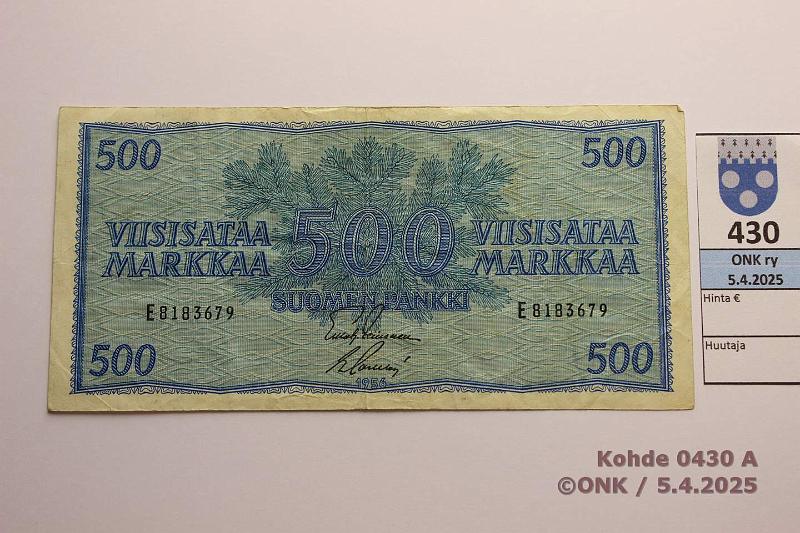 500
500
VIISISATAA
MARKKAA
500
VIISISATAA
MARKKAA
SUOMEN PANKKI
E8183679
E8183679
1956
500
500
430
ONK ry
5.4.2025
Hinta €
Huutaja
Kohde 0430 A
©ONK / 5.4.2025